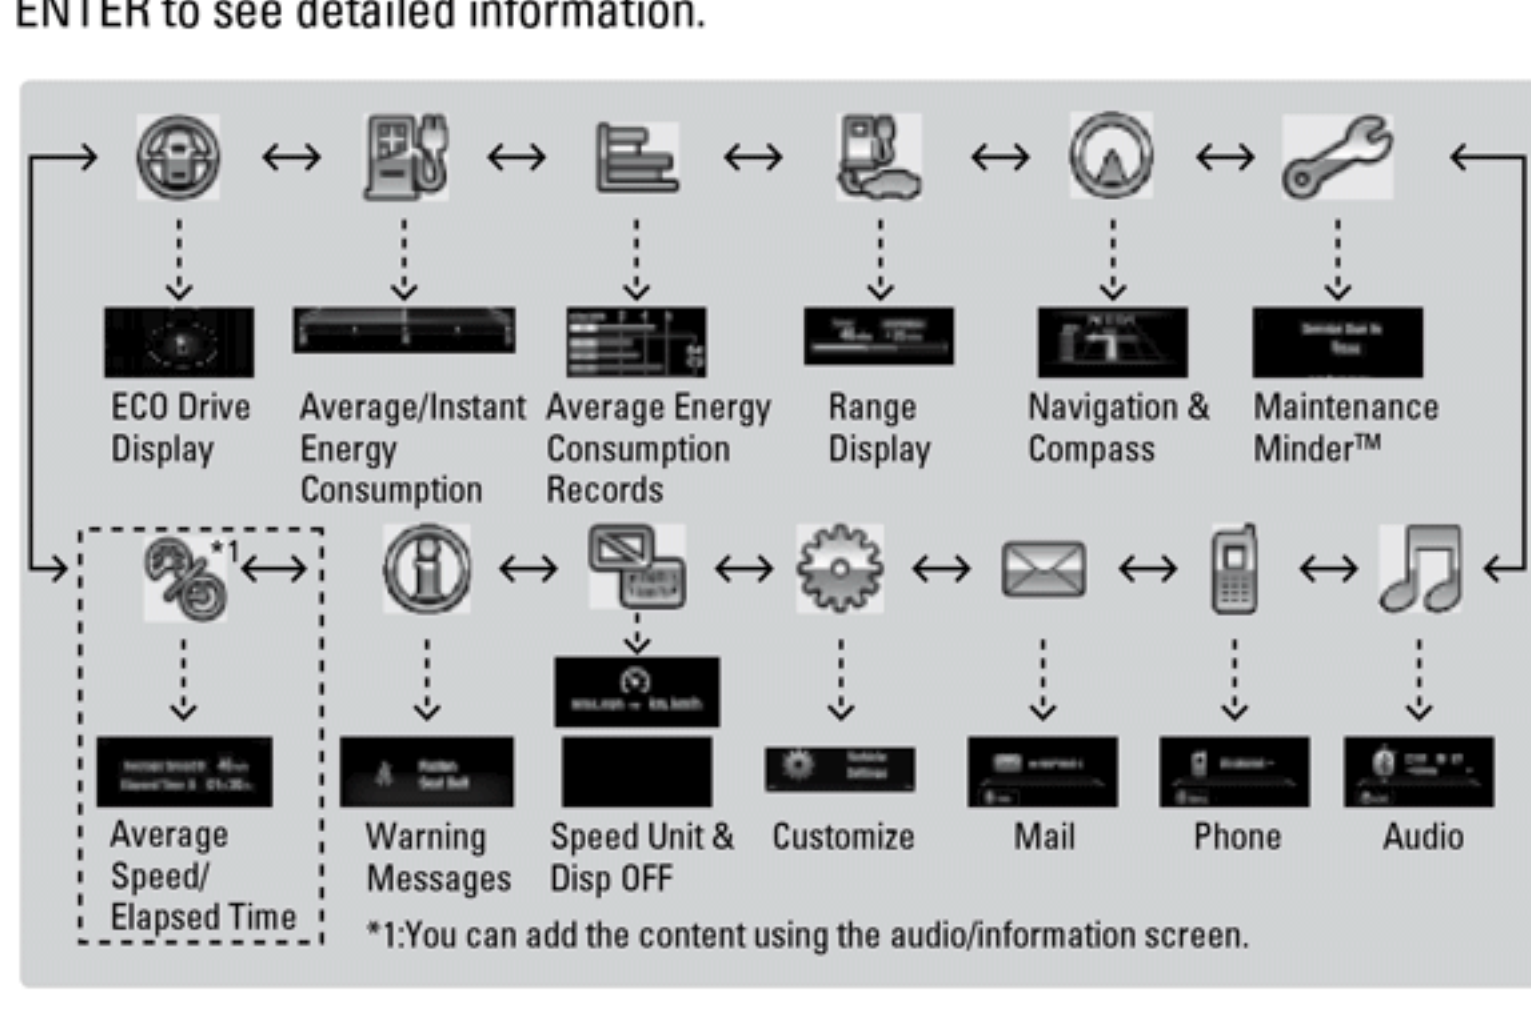 ENTER to see detailed information.
ECO Drive
Display
Average/Instant
Energy
Consumption
Average Energy
Consumption
Records
Range
Display
Navigation &
Compass
Maintenance
Minder™
*1
Average
Speed/
Elapsed Time
Warning
Messages
Speed Unit &
Disp OFF
Customize
Mail
Phone
Audio
*1:You can add the content using the audio/information screen.